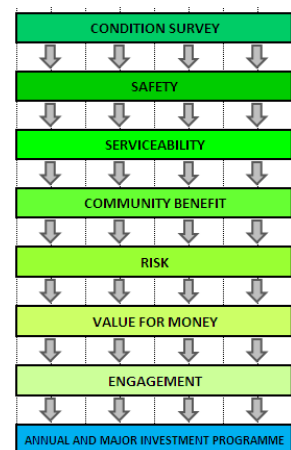 CONDITION SURVEY
SAFETY
SERVICEABILITY
COMMUNITY BENEFIT
RISK
VALUE FOR MONEY
ENGAGEMENT
ANNUAL AND MAJOR INVESTMENT PROGRAMME